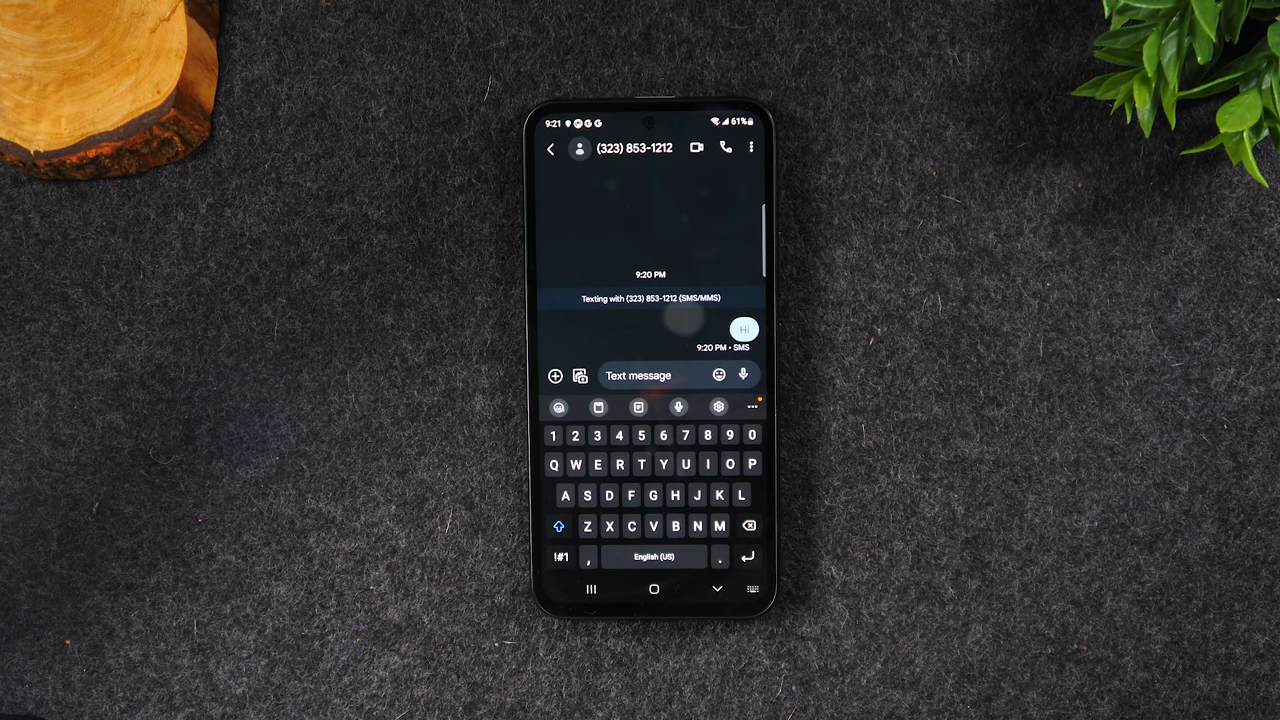 9:21 G G 61%
(323) 853-1212
9:20 PM
Texting with (323) 853-1212 (SMS/MMS)
Hi
9:20 PM • SMS
Text message
1 2 3 4 5 6 7 8 9 0
Q W E R T Y U I O P
A S D F G H J K L
Z X C V B N M
!#1 , English (US) .